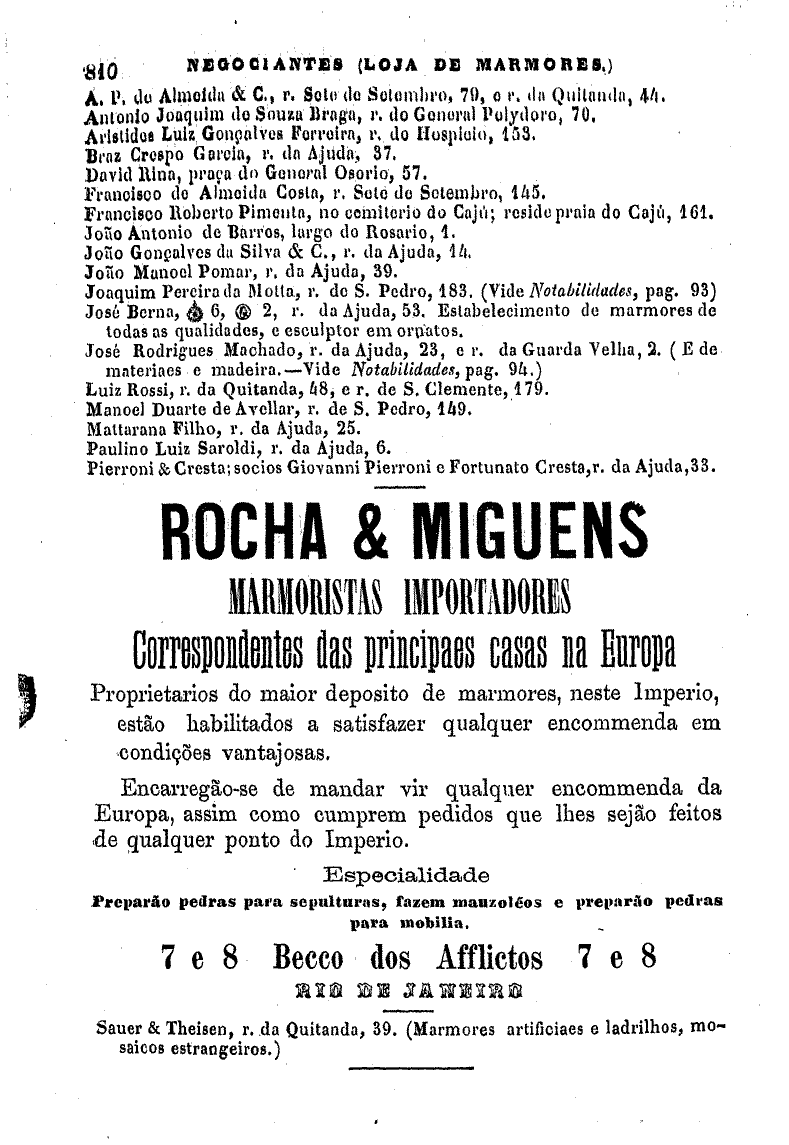 810 NEGOCIANTES (LOJA DE MARMORES.)
A. P. de Almeida & C., r. Sete de Setembro, 79, e r. da Quitanda, 44.
Antonio Joaquim de Souza Braga, r. do General Polydoro, 70.
Aristides Luiz Gonçalves Ferreira, r. do Hospicio, 153.
Braz Crespo Garcia, r. da Ajuda, 37.
David Rina, praça do General Osorio, 57.
Francisco de Almeida Costa, r. Sete de Setembro, 145.
Francisco Roberto Pimenta, no cemiterio do Cajú; reside praia do Cajú, 161.
João Antonio de Barros, largo do Rosario, 1.
João Gonçalves da Silva & C., r. da Ajuda, 14.
João Manoel Pomar, r. da Ajuda, 39.
Joaquim Pereira da Motta, r. de S. Pedro, 183. (Vide Notabilidades, pag. 93)
José Berna, 6, 2, r. da Ajuda, 53. Estabelecimento de marmores de
todas as qualidades, e esculptor em ornatos.
José Rodrigues Machado, r. da Ajuda, 23, e r. da Guarda Velha, 2. (E de
materiaes e madeira.—Vide Notabilidades, pag. 94.)
Luiz Rossi, r. da Quitanda, 48, e r. de S. Clemente, 179.
Manoel Duarte de Avellar, r. de S. Pedro, 149.
Mattarana Filho, r. da Ajuda, 25.
Paulino Luiz Saroldi, r. da Ajuda, 6.
Pierroni & Cresta; socios Giovanni Pierroni e Fortunato Cresta, r. da Ajuda, 33.
ROCHA & MIGUENS
MARMORISTAS IMPORTADORES
Correspondentes das principaes casas na Europa
Proprietarios do maior deposito de marmores, neste Imperio,
estão habilitados a satisfazer qualquer encommenda em
condições vantajosas.
Encarregão-se de mandar vir qualquer encommenda da
Europa, assim como cumprem pedidos que lhes sejão feitos
de qualquer ponto do Imperio.
Especialidade
Preparão pedras para sepulturas, fazem mauzoléos e preparão pedras
para mobilia.
7 e 8 Becco dos Afflictos 7 e 8
RIO DE JANEIRO
Sauer & Theisen, r. da Quitanda, 39. (Marmores artificiaes e ladrilhos, mo-
saicos estrangeiros.)